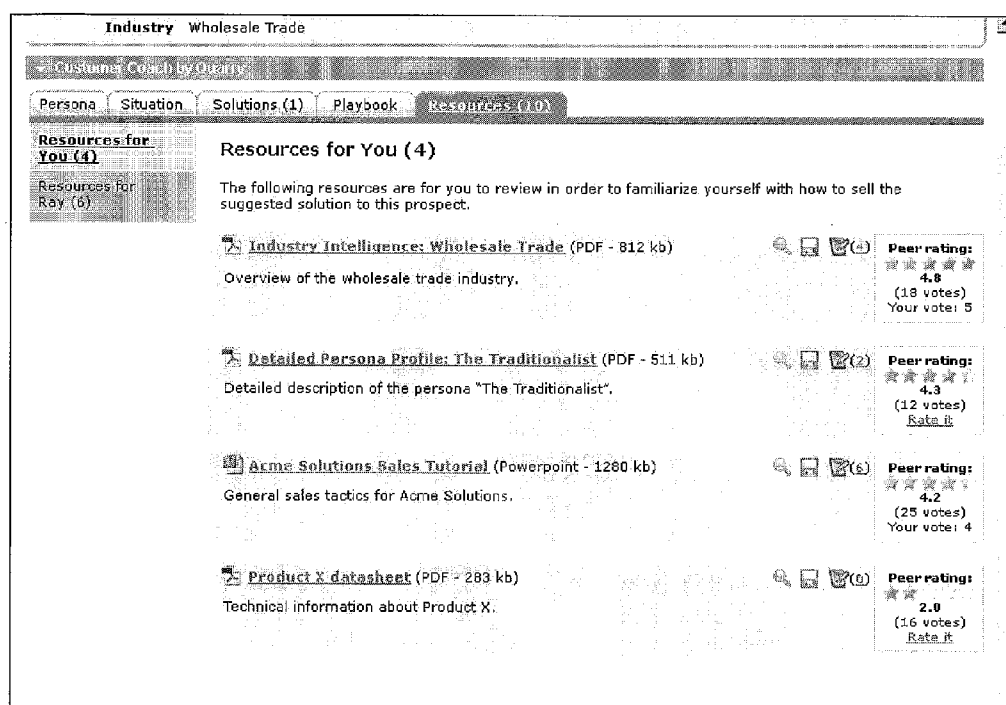 Industry Wholesale Trade
Customer Coach by Quarry
Persona Situation Solutions (1) Playbook Resources (10)
Resources for
You (4)
Resources for
Ray (6)
Resources for You (4)
The following resources are for you to review in order to familiarize yourself with how to sell the
suggested solution to this prospect.
Industry Intelligence: Wholesale Trade (PDF - 812 kb)
(4)
Overview of the wholesale trade industry.
Peer rating:
4.8
(18 votes)
Your vote: 5
Detailed Persona Profile: The Traditionalist (PDF - 511 kb)
(2)
Detailed description of the persona "The Traditionalist".
Peer rating:
4.3
(12 votes)
Rate it
Acme Solutions Sales Tutorial (Powerpoint - 1280 kb)
(6)
General sales tactics for Acme Solutions.
Peer rating:
4.2
(25 votes)
Your vote: 4
Product X datasheet (PDF - 283 kb)
(0)
Technical information about Product X.
Peer rating:
2.0
(16 votes)
Rate it